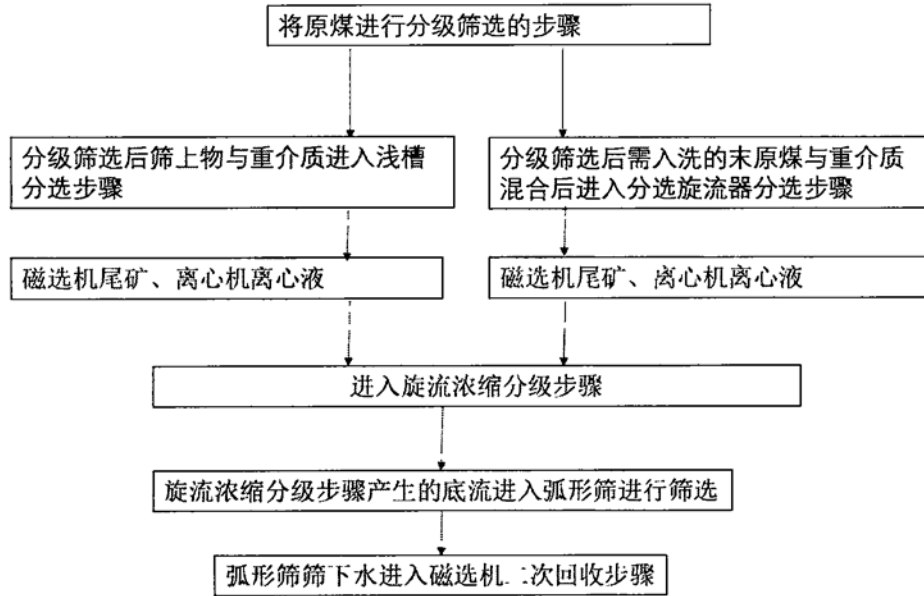 将原煤进行分级筛选的步骤
分级筛选后筛上物与重介质进入浅槽
分选步骤
分级筛选后需入洗的末原煤与重介质
混合后进入分选旋流器分选步骤
磁选机尾矿、离心机离心液
磁选机尾矿、离心机离心液
进入旋流浓缩分级步骤
旋流浓缩分级步骤产生的底流进入弧形筛进行筛选
弧形筛筛下水进入磁选机二次回收步骤